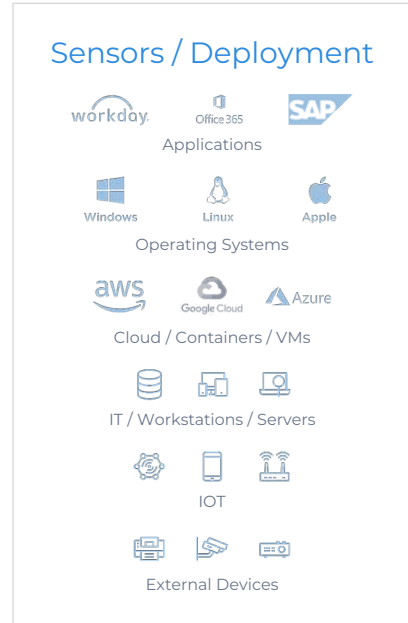 Sensors / Deployment
workday.
Office 365
SAP
Applications
Windows
Linux
Apple
Operating Systems
aws
Google Cloud
Azure
Cloud / Containers / VMs
IT / Workstations / Servers
IOT
External Devices